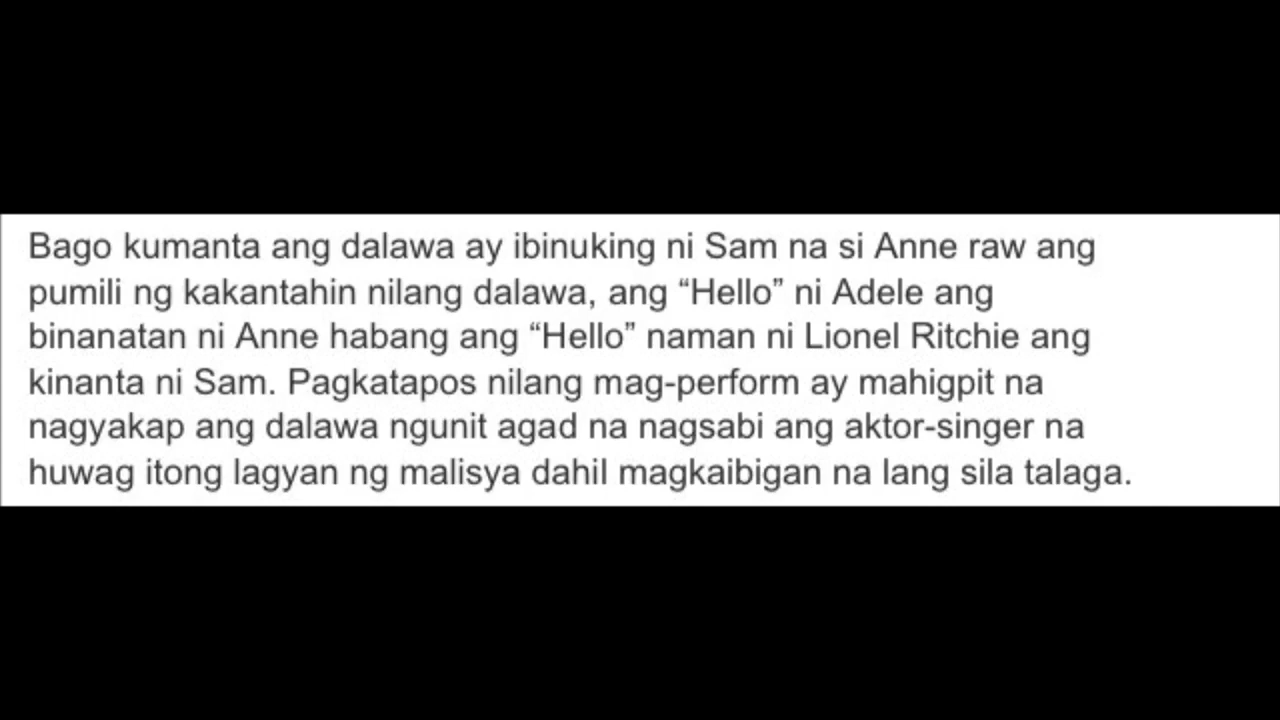 Bago kumanta ang dalawa ay ibinuking ni Sam na si Anne raw ang
pumili ng kakantahin nilang dalawa, ang “Hello” ni Adele ang
binanatan ni Anne habang ang “Hello” naman ni Lionel Ritchie ang
kinanta ni Sam. Pagkatapos nilang mag-perform ay mahigpit na
nagyakap ang dalawa ngunit agad na nagsabi ang aktor-singer na
huwag itong lagyan ng malisya dahil magkaibigan na lang sila talaga.